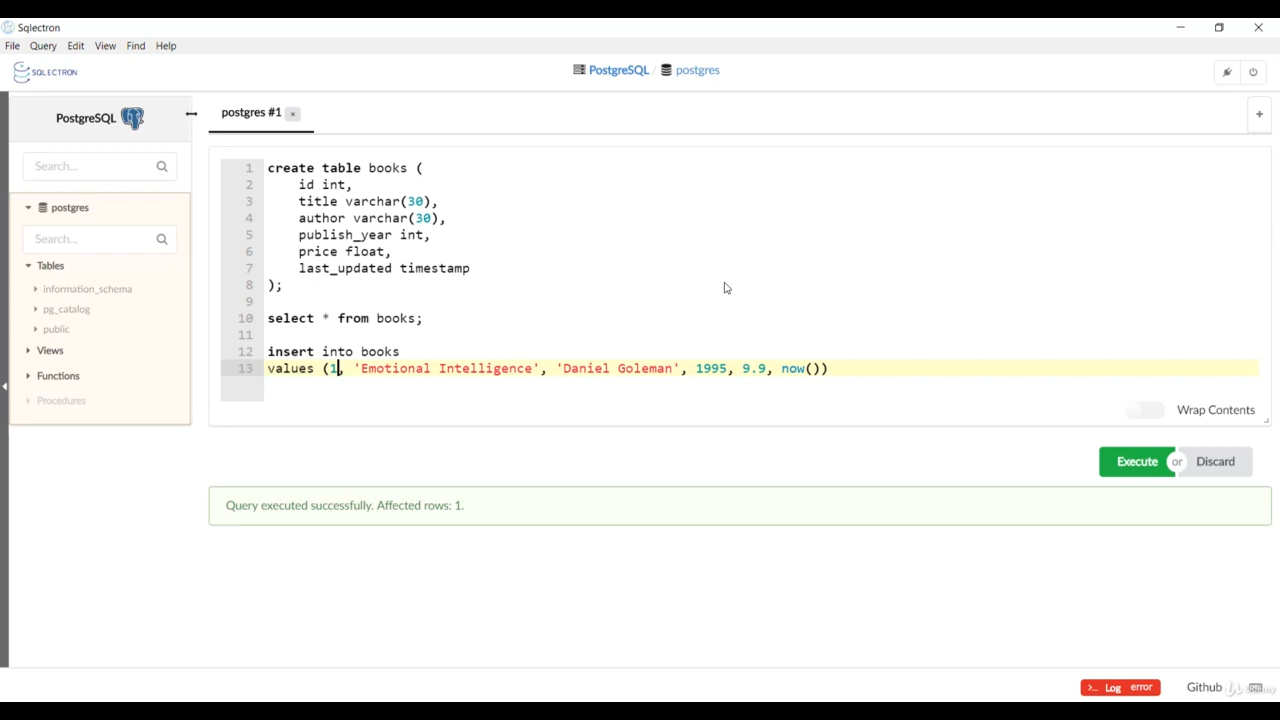 Sqlectron
File Query Edit View Find Help
SQLECTRON
PostgreSQL / postgres
PostgreSQL
postgres #1 ×
+
Search...
postgres
Search...
Tables
information_schema
pg_catalog
public
Views
Functions
Procedures
1 create table books (
2 id int,
3 title varchar(30),
4 author varchar(30),
5 publish_year int,
6 price float,
7 last_updated timestamp
8 );
9
10 select * from books;
11
12 insert into books
13 values (1, 'Emotional Intelligence', 'Daniel Goleman', 1995, 9.9, now())
Wrap Contents
Execute or Discard
Query executed successfully. Affected rows: 1.
>_ Log error
Github
Udemy